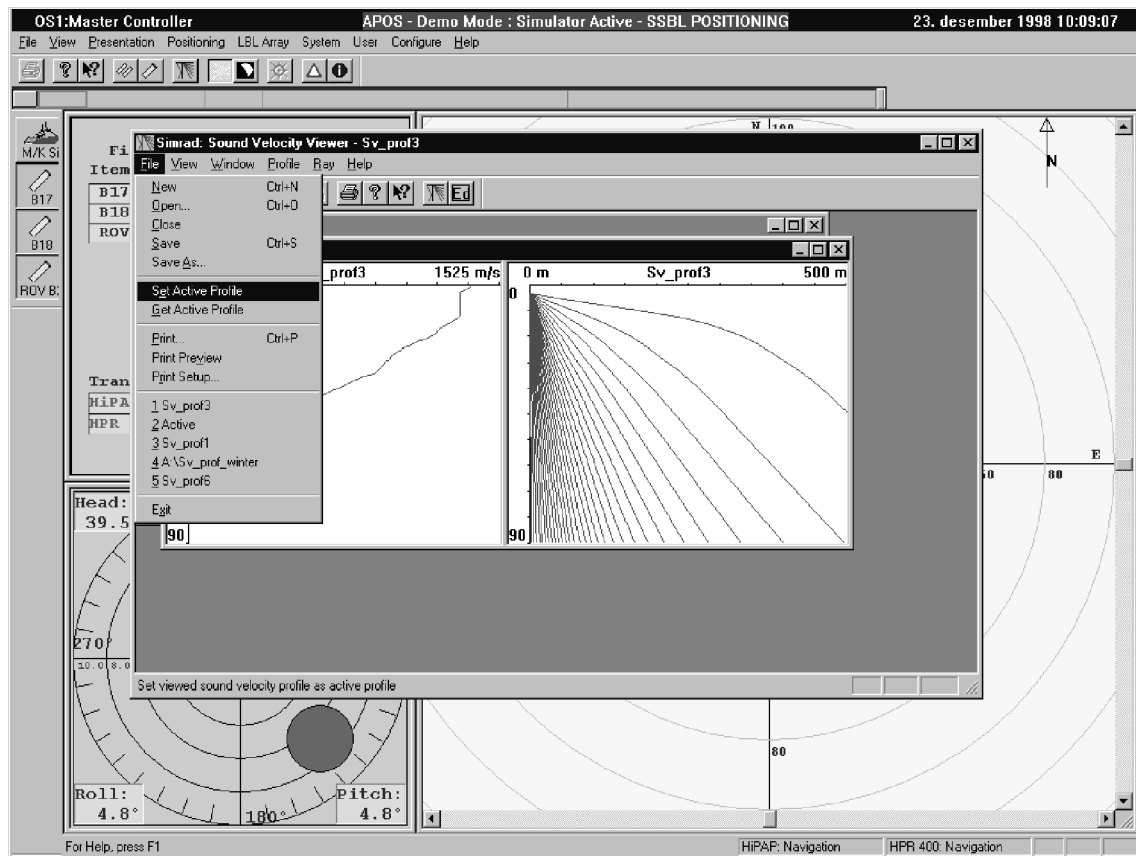 OS1:Master Controller APOS - Demo Mode : Simulator Active - SSBL POSITIONING 23. desember 1998 10:09:07
File View Presentation Positioning LBL Array System User Configure Help
M/K Si
B17
B18
ROV B:
Fi
Item
B17
B18
ROV
Tran
HiPA
HPR
Simrad: Sound Velocity Viewer - Sv_prof3
File View Window Profile Ray Help
Ed
New Ctrl+N
Open... Ctrl+O
Close
Save Ctrl+S
Save As...
Set Active Profile
Get Active Profile
Print... Ctrl+P
Print Preview
Print Setup...
1 Sv_prof3
2 Active
3 Sv_prof1
4 A:\Sv_prof_winter
5 Sv_prof6
Exit
_prof3 1525 m/s
90
0 m Sv_prof3 500 m
0
90
Set viewed sound velocity profile as active profile
N 100
N
E
80
80
Head:
39.5
270°
10.0 8.0
180°
Roll:
4.8°
Pitch:
4.8°
For Help, press F1 HiPAP: Navigation HPR 400: Navigation